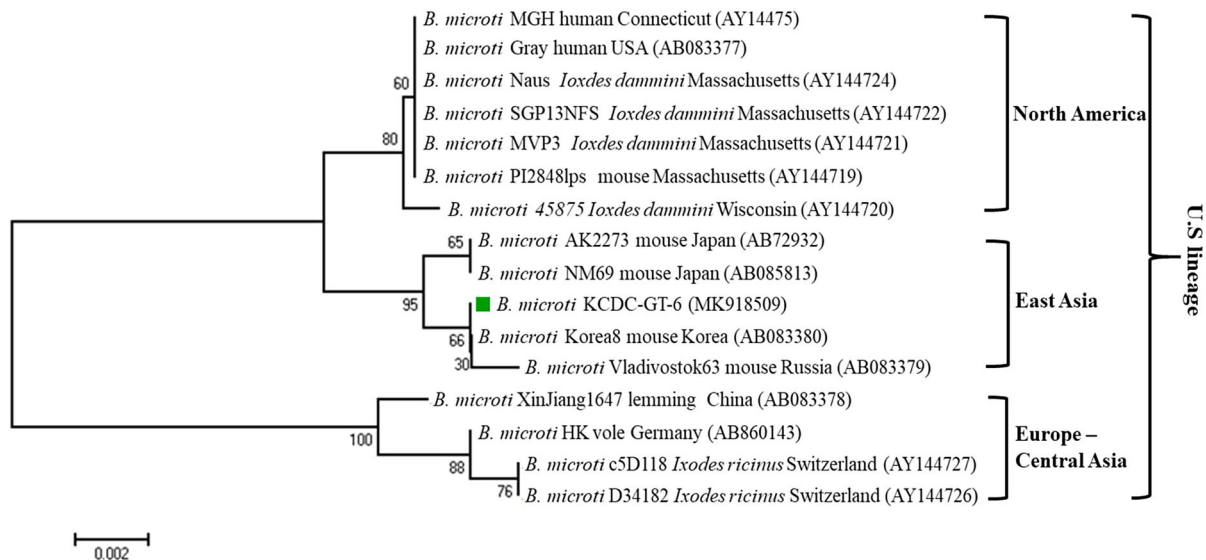 B. microti MGH human Connecticut (AY14475)
B. microti Gray human USA (AB083377)
B. microti Naus Ioxdes dammini Massachusetts (AY144724)
B. microti SGP13NFS Ioxdes dammini Massachusetts (AY144722)
B. microti MVP3 Ioxdes dammini Massachusetts (AY144721)
B. microti PI2848lps mouse Massachusetts (AY144719)
B. microti 45875 Ioxdes dammini Wisconsin (AY144720)
60
80
North America
B. microti AK2273 mouse Japan (AB72932)
B. microti NM69 mouse Japan (AB085813)
B. microti KCDC-GT-6 (MK918509)
B. microti Korea8 mouse Korea (AB083380)
B. microti Vladivostok63 mouse Russia (AB083379)
65
95
66
30
East Asia
B. microti XinJiang1647 lemming China (AB083378)
B. microti HK vole Germany (AB860143)
B. microti c5D118 Ixodes ricinus Switzerland (AY144727)
B. microti D34182 Ixodes ricinus Switzerland (AY144726)
100
88
76
Europe –
Central Asia
U.S lineage
0.002